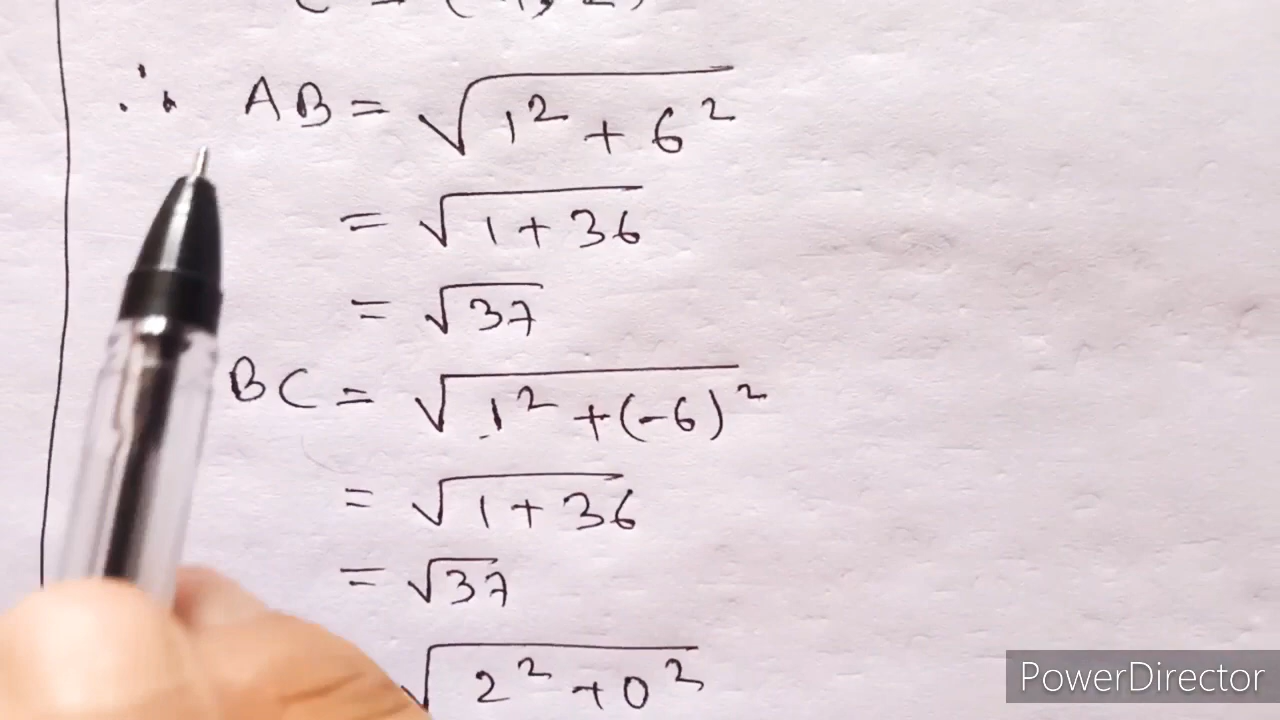 ∴ AB = √1² + 6²
= √1 + 36
= √37
BC = √1² + (-6)²
= √1 + 36
= √37
√2² + 0²
PowerDirector